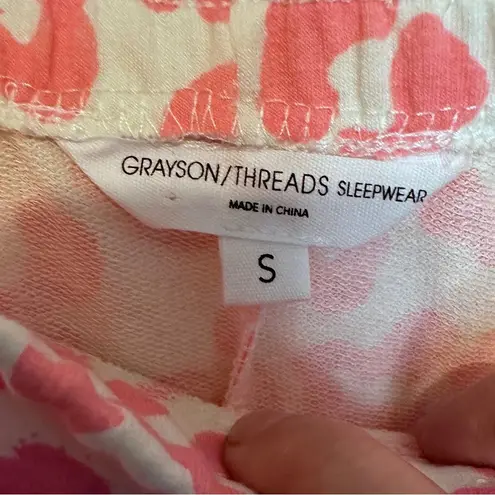 GRAYSON/THREADS SLEEPWEAR
MADE IN CHINA
S